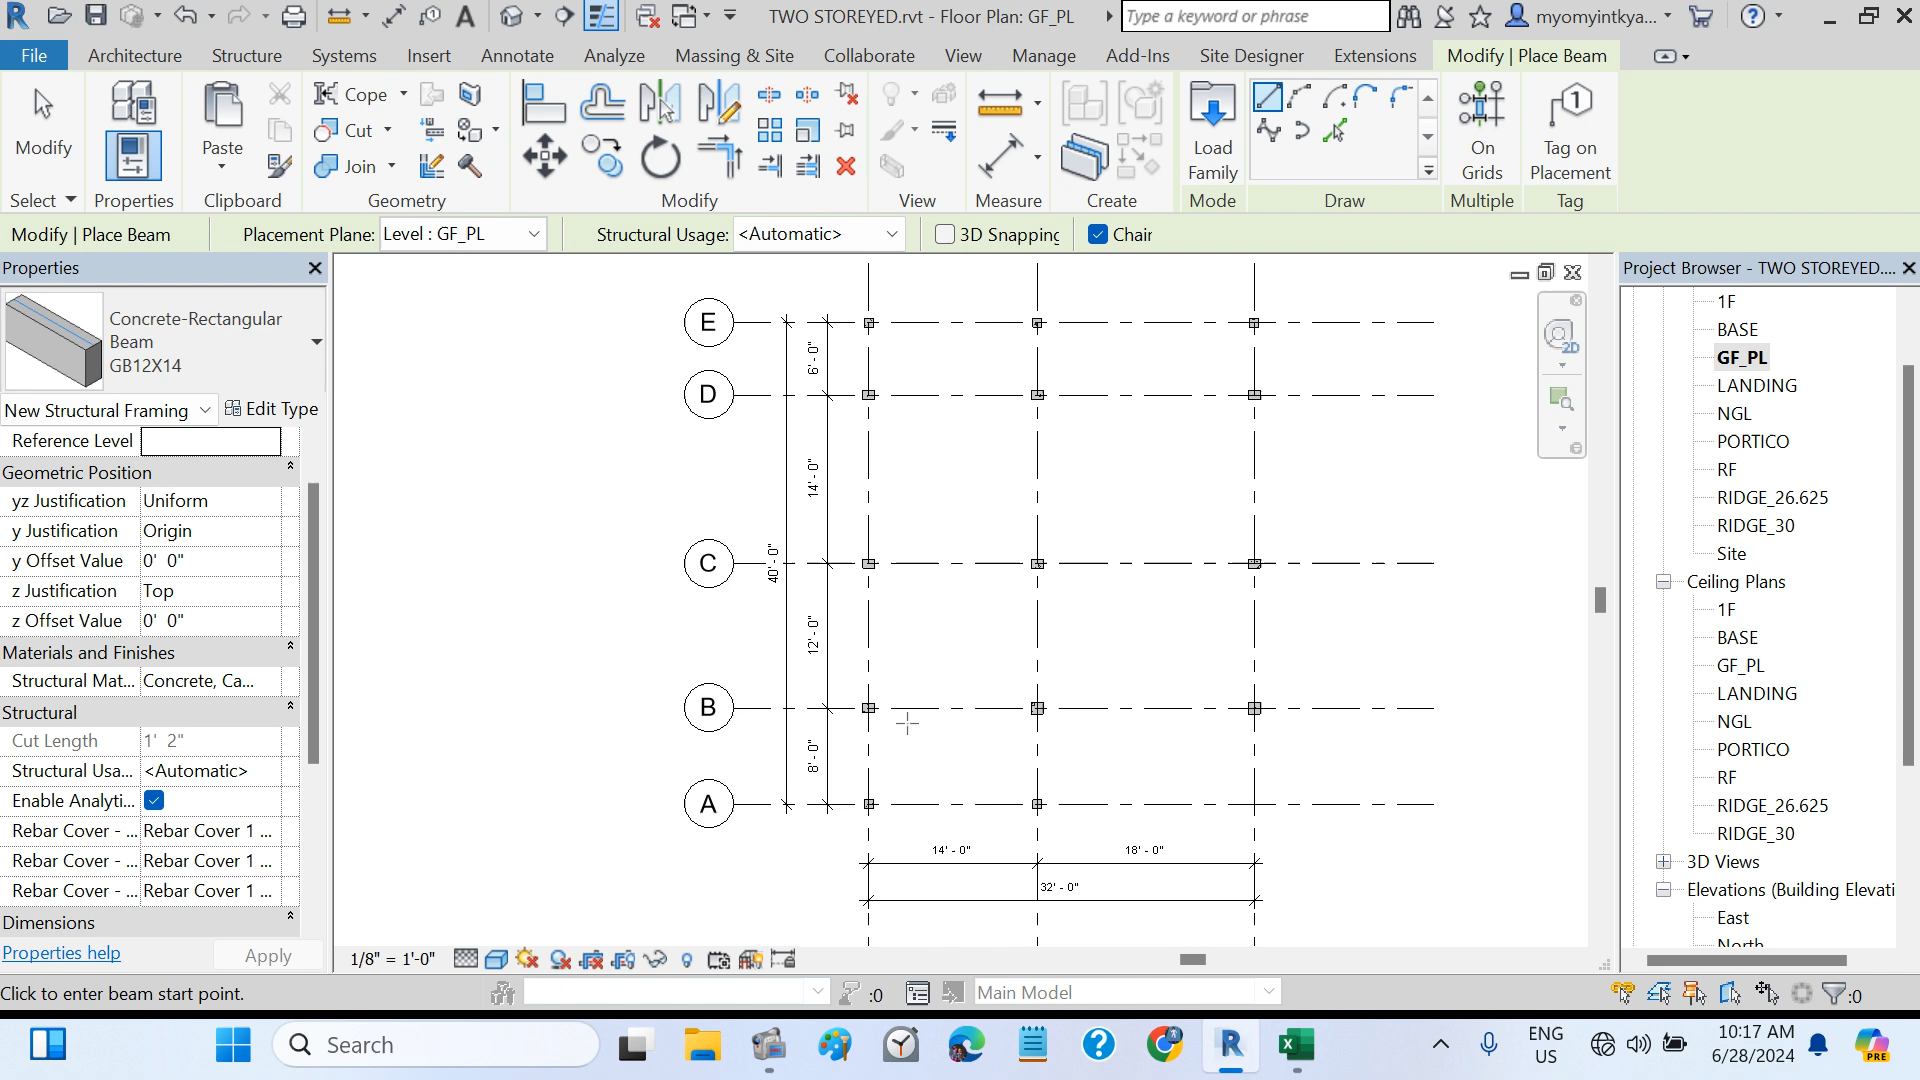 TWO STOREYED.rvt - Floor Plan: GF_PL
Type a keyword or phrase
myomyintkya...
File
Architecture
Structure
Systems
Insert
Annotate
Analyze
Massing & Site
Collaborate
View
Manage
Add-Ins
Site Designer
Extensions
Modify | Place Beam
Modify
Paste
Cope
Cut
Join
Load
Family
On
Grids
Tag on
Placement
Select
Properties
Clipboard
Geometry
Modify
View
Measure
Create
Mode
Draw
Multiple
Tag
Modify | Place Beam
Placement Plane:
Level : GF_PL
Structural Usage:
<Automatic>
3D Snapping
Chair
Properties
Concrete-Rectangular
Beam
GB12X14
New Structural Framing
Edit Type
Reference Level
Geometric Position
yz Justification
Uniform
y Justification
Origin
y Offset Value
0' 0"
z Justification
Top
z Offset Value
0' 0"
Materials and Finishes
Structural Mat...
Concrete, Ca...
Structural
Cut Length
1' 2"
Structural Usa...
<Automatic>
Enable Analyti...
Rebar Cover - ...
Rebar Cover 1 ...
Rebar Cover - ...
Rebar Cover 1 ...
Rebar Cover - ...
Rebar Cover 1 ...
Dimensions
Properties help
Apply
E
D
C
B
A
6' - 0"
14' - 0"
40' - 0"
12' - 0"
8' - 0"
14' - 0"
18' - 0"
32' - 0"
2D
1/8" = 1'-0"
Project Browser - TWO STOREYED....
1F
BASE
GF_PL
LANDING
NGL
PORTICO
RF
RIDGE_26.625
RIDGE_30
Site
Ceiling Plans
1F
BASE
GF_PL
LANDING
NGL
PORTICO
RF
RIDGE_26.625
RIDGE_30
3D Views
Elevations (Building Elevati
East
North
Click to enter beam start point.
:0
Main Model
:0
Search
ENG
US
10:17 AM
6/28/2024
PRE